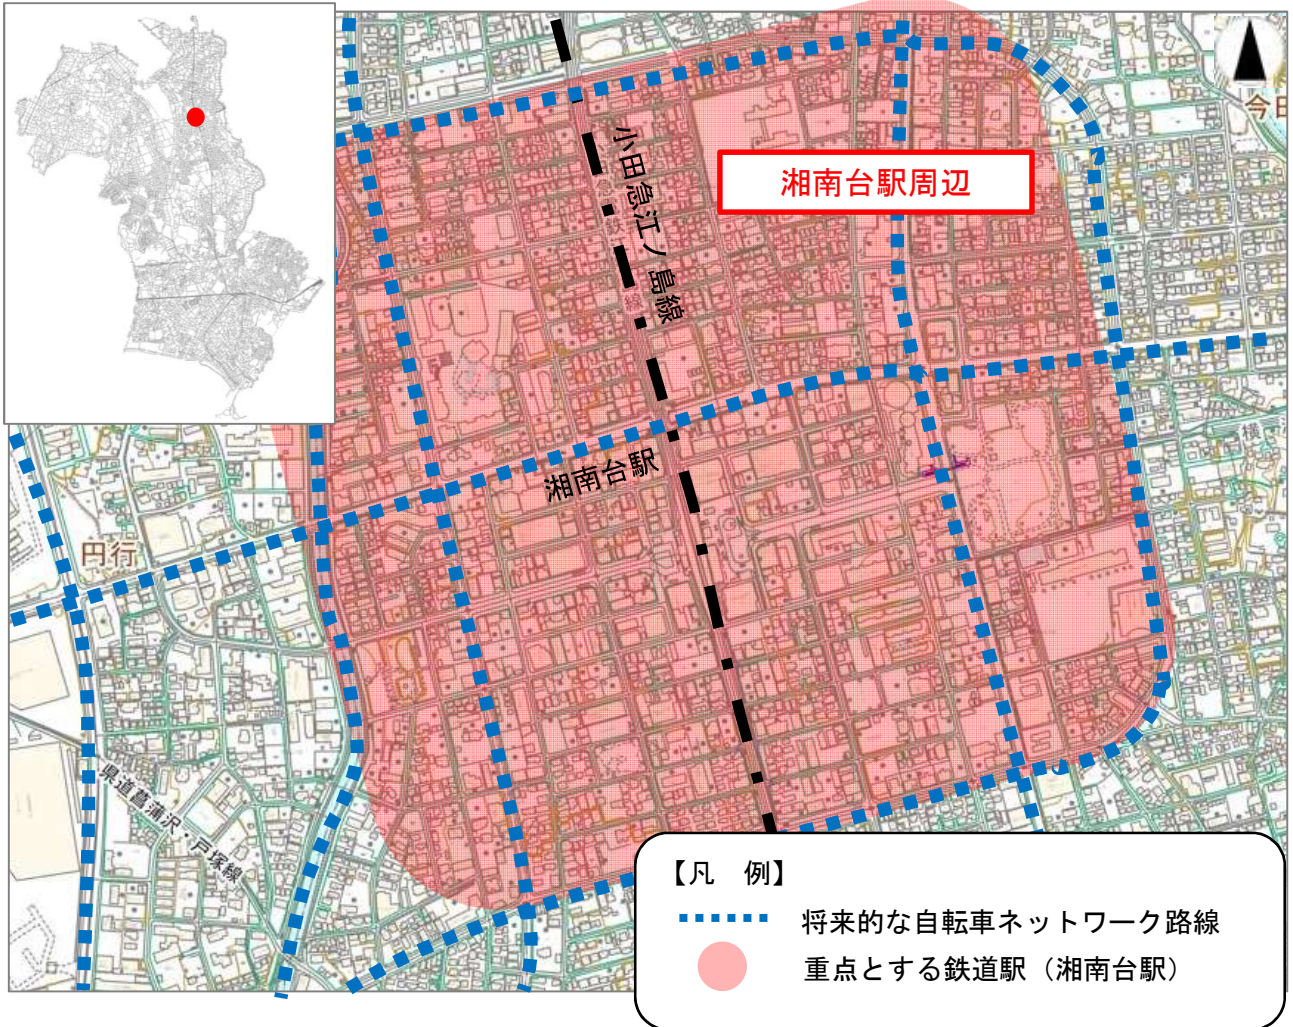 今田
湘南台駅周辺
小田急江ノ島線
湘南台駅
円行
県道菖蒲沢・戸塚線
【凡　例】
将来的な自転車ネットワーク路線
重点とする鉄道駅（湘南台駅）